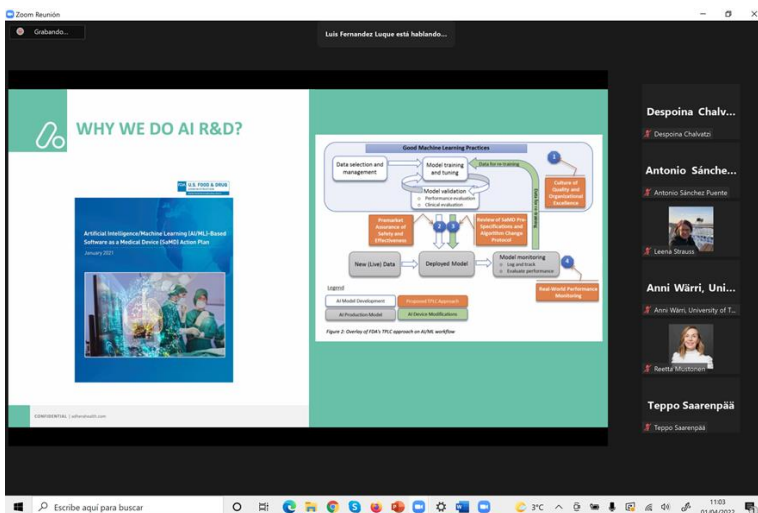 Zoom Reunión
Grabando...
Luis Fernandez Luque está hablando...
WHY WE DO AI R&D?
FDA U.S. FOOD & DRUG
Artificial Intelligence/Machine Learning (AI/ML)-Based
Software as a Medical Device (SaMD) Action Plan
January 2021
CONFIDENTIAL | adherahealth.com
Good Machine Learning Practices
Data selection and
management
Model training
and tuning
Data for re-training
Model validation
Performance evaluation
Clinical evaluation
1
Culture of
Quality and
Organizational
Excellence
Premarket
Assurance of
Safety and
Effectiveness
2
3
Review of SaMD Pre-
Specifications and
Algorithm Change
Protocol
New (Live) Data
Deployed Model
Model monitoring
Log and track
Evaluate performance
4
Real-World Performance
Monitoring
Legend
AI Model Development
Proposed TPLC Approach
AI Production Model
AI Device Modifications
Figure 2: Overlay of FDA's TPLC approach on AI/ML workflow
Despoina Chalv...
Despoina Chalvatzi
Antonio Sánche...
Antonio Sánchez Puente
Leena Strauss
Anni Wärri, Uni...
Anni Wärri, University of T...
Reetta Mustonen
Teppo Saarenpää
Teppo Saarenpää
Escribe aquí para buscar
3°C
11:03
01/04/2022